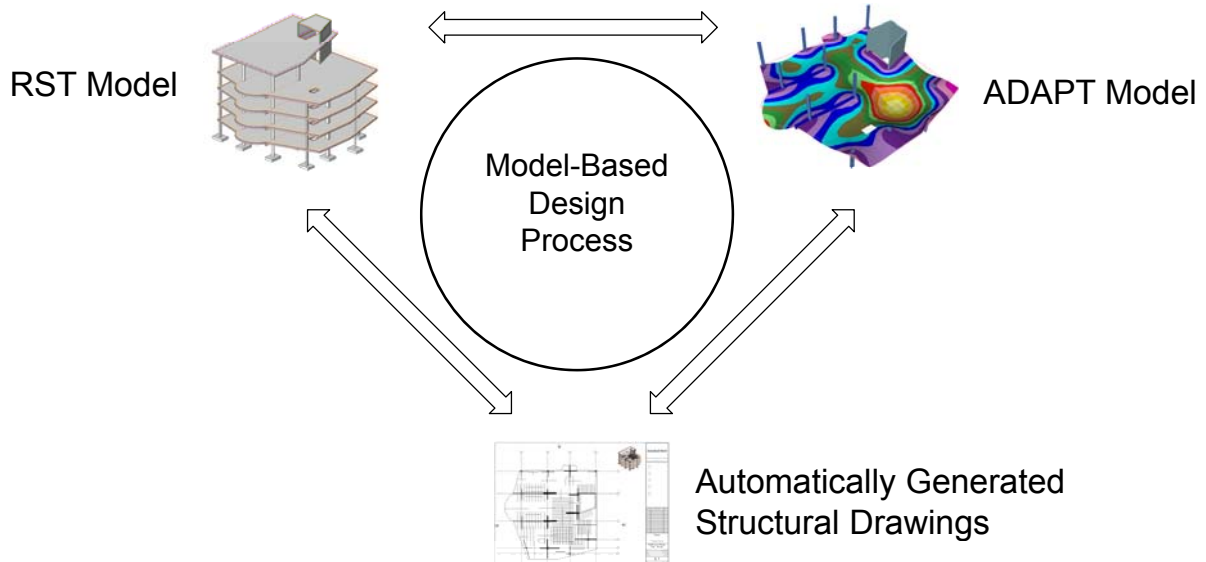 RST Model
ADAPT Model
Model-Based
Design
Process
Automatically Generated
Structural Drawings